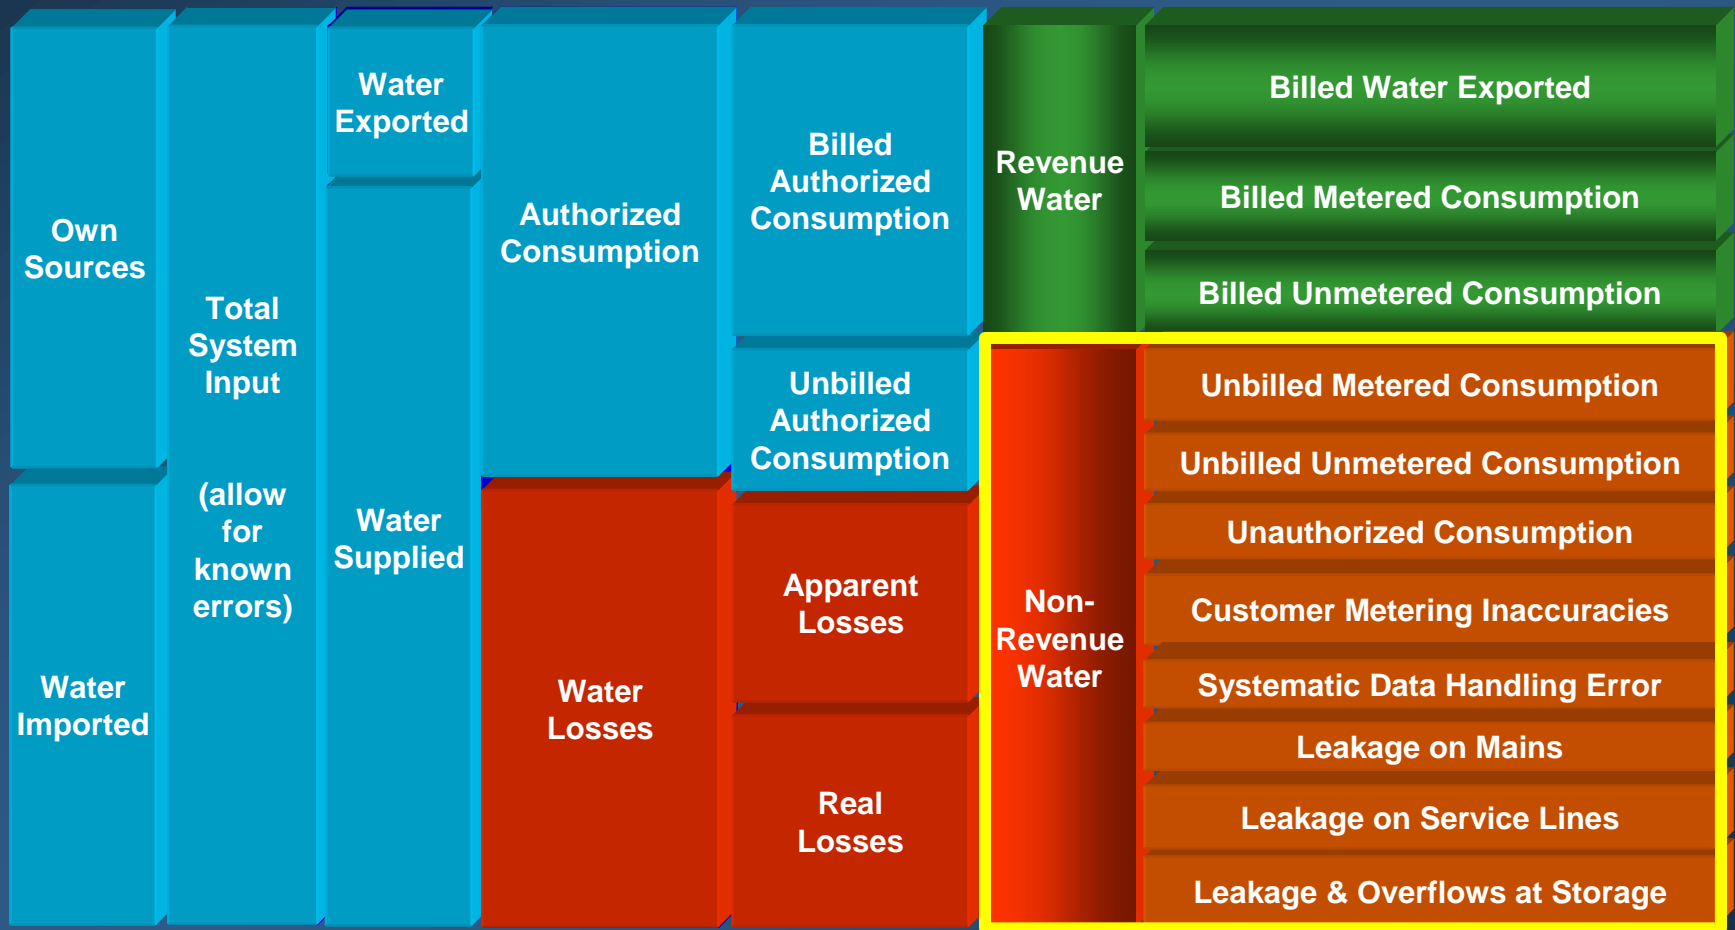 Own
Sources
Water
Imported
Total
System
Input
(allow
for
known
errors)
Water
Exported
Water
Supplied
Authorized
Consumption
Water
Losses
Billed
Authorized
Consumption
Unbilled
Authorized
Consumption
Apparent
Losses
Real
Losses
Revenue
Water
Non-
Revenue
Water
Billed Water Exported
Billed Metered Consumption
Billed Unmetered Consumption
Unbilled Metered Consumption
Unbilled Unmetered Consumption
Unauthorized Consumption
Customer Metering Inaccuracies
Systematic Data Handling Error
Leakage on Mains
Leakage on Service Lines
Leakage & Overflows at Storage